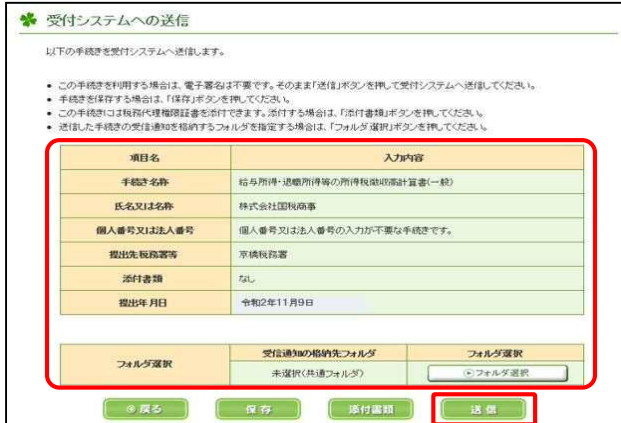 受付システムへの送信
以下の手続きを受付システムへ送信します。
• この手続きを利用する場合は、電子署名は不要です。そのまま「送信」ボタンを押して受付システムへ送信してください。
• 手続きを保存する場合は、「保存」ボタンを押してください。
• この手続きには税務代理権限証書を添付できます。添付する場合は、「添付書類」ボタンを押してください。
• 送信した手続きの受信通知を格納するフォルダを指定する場合は、「フォルダ選択」ボタンを押してください。
項目名 入力内容
手続き名称 給与所得・退職所得等の所得税徴収高計算書(一般)
氏名又は名称 株式会社国税商事
個人番号又は法人番号 個人番号又は法人番号の入力が不要な手続きです。
提出先税務署等 京橋税務署
添付書類 なし
提出年月日 令和2年11月9日
フォルダ選択 受信通知の格納先フォルダ フォルダ選択
未選択(共通フォルダ) フォルダ選択
戻る 保存 添付書類 送信